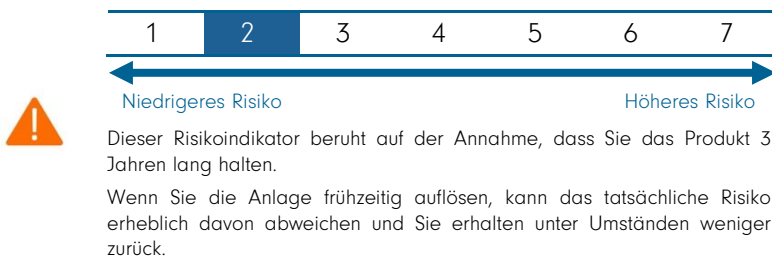 1 2 3 4 5 6 7
Niedrigeres Risiko Höheres Risiko
Dieser Risikoindikator beruht auf der Annahme, dass Sie das Produkt 3
Jahren lang halten.
Wenn Sie die Anlage frühzeitig auflösen, kann das tatsächliche Risiko
erheblich davon abweichen und Sie erhalten unter Umständen weniger
zurück.